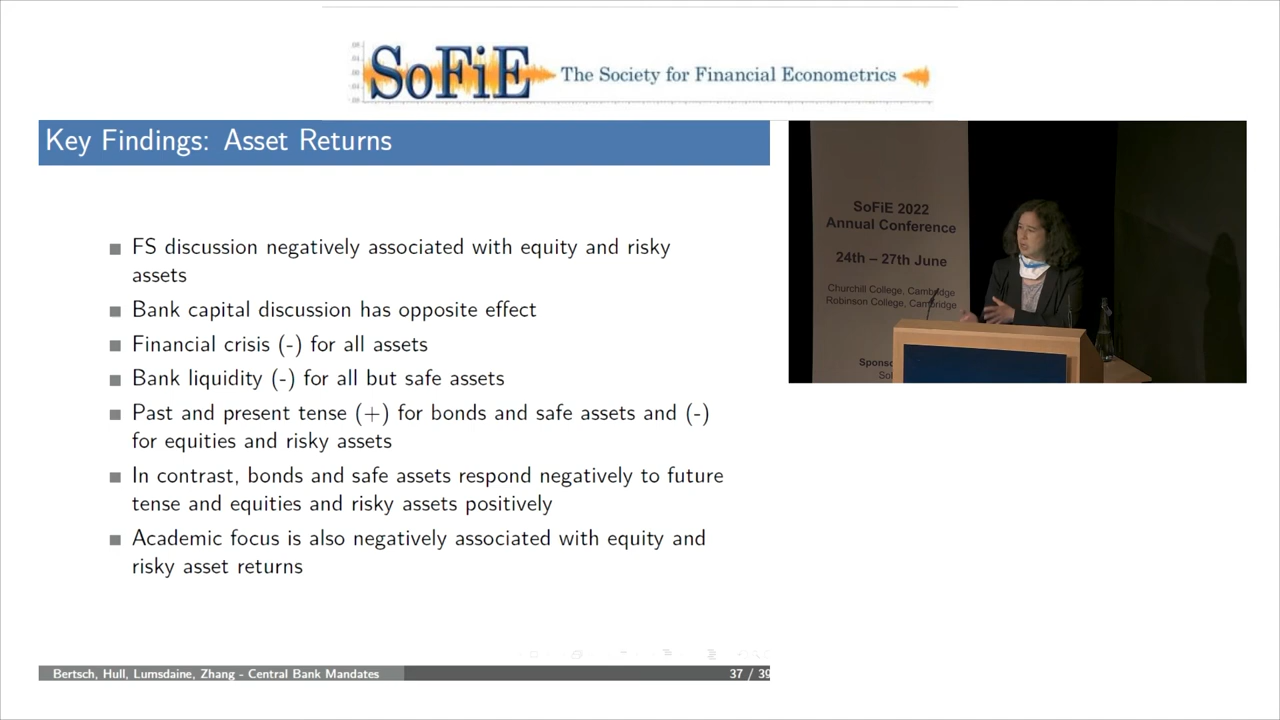 SoFiE The Society for Financial Econometrics
Key Findings: Asset Returns
FS discussion negatively associated with equity and risky
assets
Bank capital discussion has opposite effect
Financial crisis (-) for all assets
Bank liquidity (-) for all but safe assets
Past and present tense (+) for bonds and safe assets and (-)
for equities and risky assets
In contrast, bonds and safe assets respond negatively to future
tense and equities and risky assets positively
Academic focus is also negatively associated with equity and
risky asset returns
Bertsch, Hull, Lumsdaine, Zhang - Central Bank Mandates
37 / 39
SoFiE 2022
Annual Conference
24th – 27th June
Churchill College, Cambridge
Robinson College, Cambridge